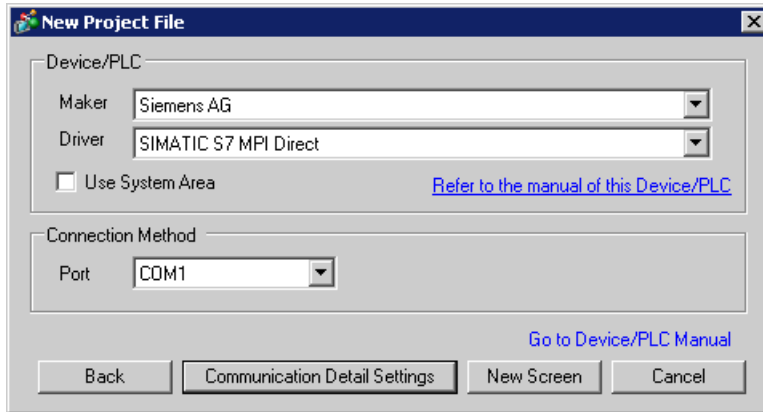 New Project File
Device/PLC
Maker Siemens AG
Driver SIMATIC S7 MPI Direct
Use System Area Refer to the manual of this Device/PLC
Connection Method
Port COM1
Go to Device/PLC Manual
Back Communication Detail Settings New Screen Cancel